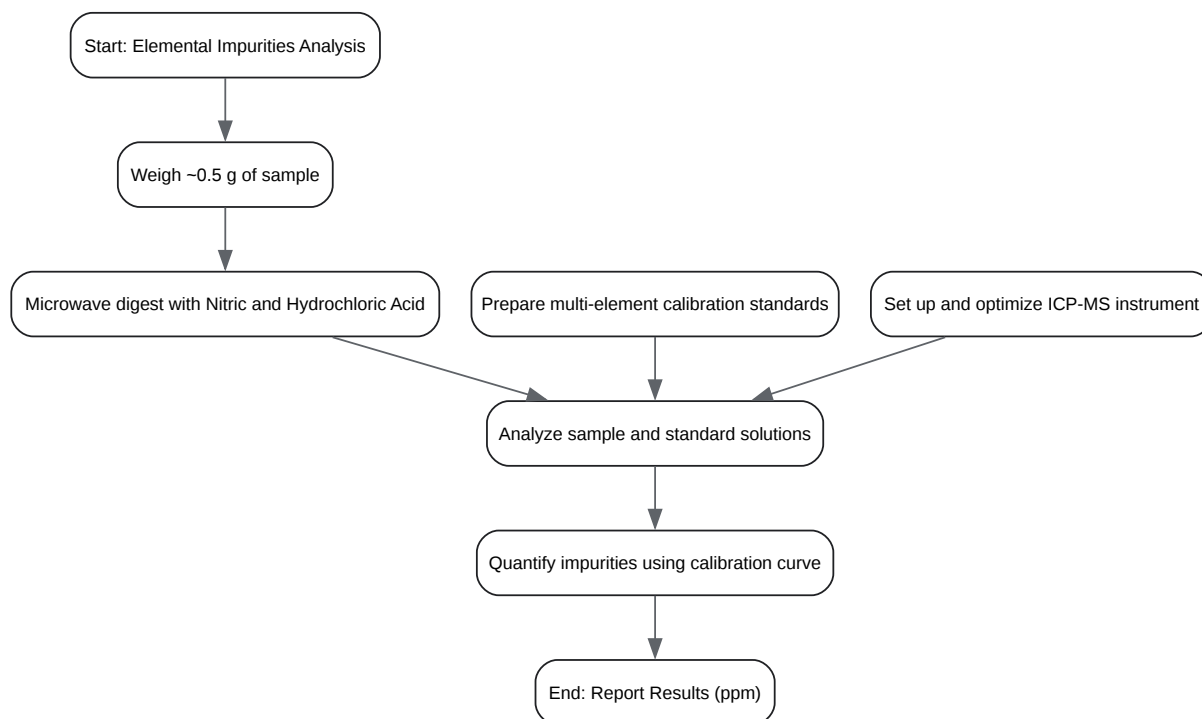 Start: Elemental Impurities Analysis
Weigh ~0.5 g of sample
Microwave digest with Nitric and Hydrochloric Acid
Prepare multi-element calibration standards
Set up and optimize ICP-MS instrument
Analyze sample and standard solutions
Quantify impurities using calibration curve
End: Report Results (ppm)